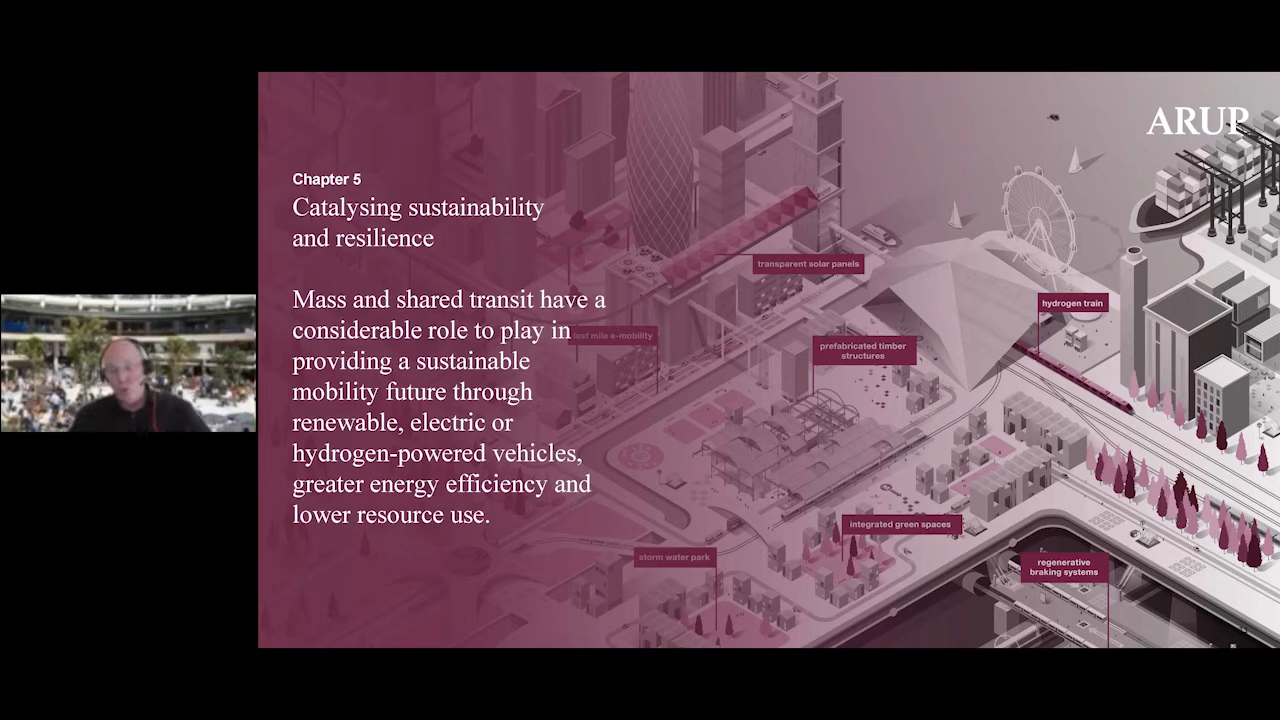 ARUP
Chapter 5
Catalysing sustainability
and resilience
Mass and shared transit have a
considerable role to play in
providing a sustainable
mobility future through
renewable, electric or
hydrogen-powered vehicles,
greater energy efficiency and
lower resource use.
transparent solar panels
hydrogen train
last mile e-mobility
prefabricated timber
structures
integrated green spaces
storm water park
regenerative
braking systems